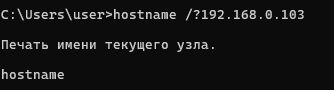 C:\Users\user>hostname /?192.168.0.103
Печать имени текущего узла.
hostname